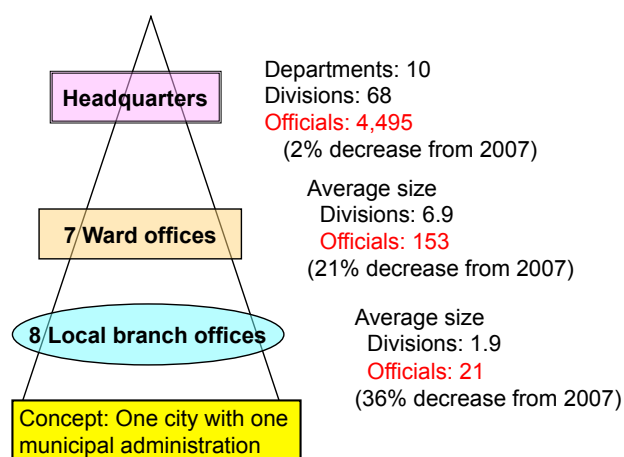 Headquarters
Departments: 10
Divisions: 68
Officials: 4,495
(2% decrease from 2007)
7 Ward offices
Average size
Divisions: 6.9
Officials: 153
(21% decrease from 2007)
8 Local branch offices
Average size
Divisions: 1.9
Officials: 21
(36% decrease from 2007)
Concept: One city with one
municipal administration